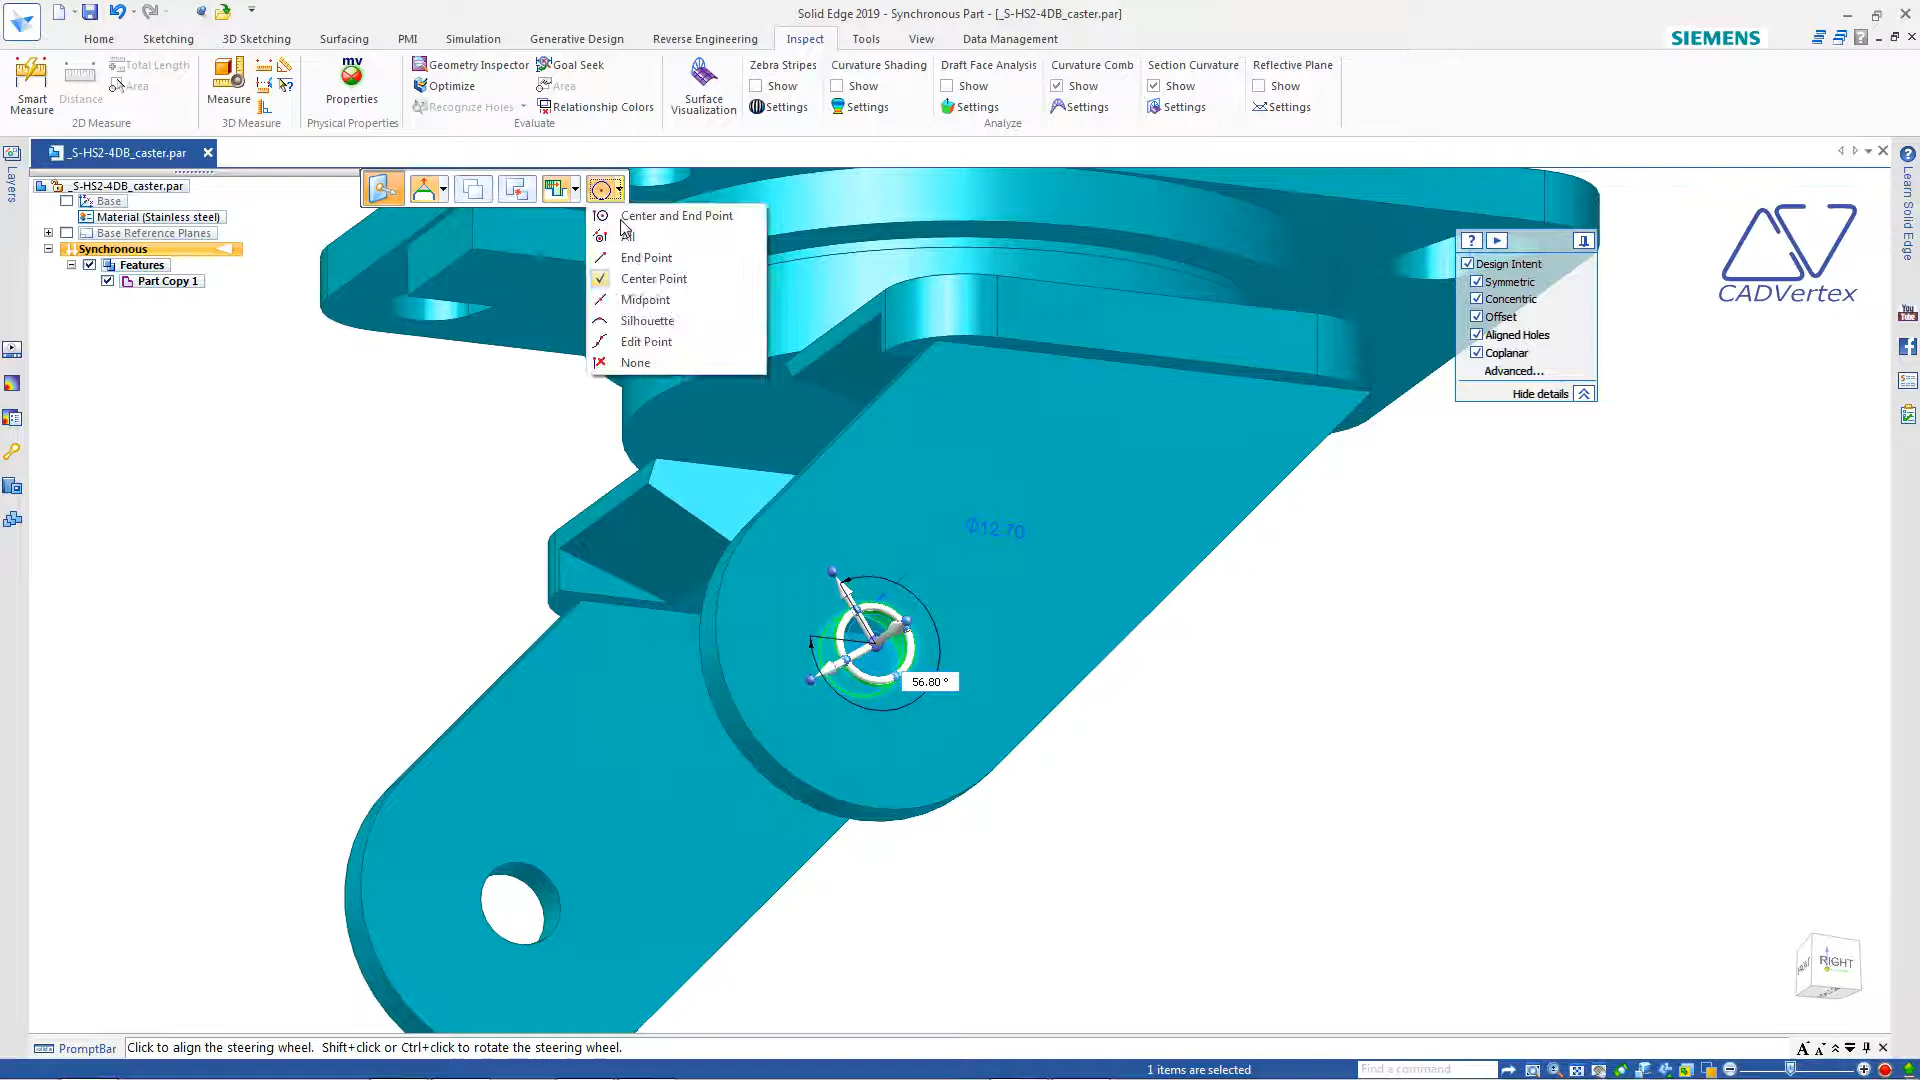 Solid Edge 2019 - Synchronous Part - [_S-HS2-4DB_caster.par]
Home Sketching 3D Sketching Surfacing PMI Simulation Generative Design Reverse Engineering Inspect Tools View Data Management
SIEMENS
Smart Measure
Distance
Total Length
Area
2D Measure
Measure
3D Measure
mv
Properties
Physical Properties
Geometry Inspector
Optimize
Recognize Holes
Goal Seek
Area
Relationship Colors
Evaluate
Surface Visualization
Zebra Stripes
Show
Settings
Curvature Shading
Show
Settings
Draft Face Analysis
Show
Settings
Curvature Comb
Show
Settings
Section Curvature
Show
Settings
Reflective Plane
Show
Settings
Analyze
_S-HS2-4DB_caster.par
Layers
_S-HS2-4DB_caster.par
Base
Material (Stainless steel)
Base Reference Planes
Synchronous
Features
Part Copy 1
Center and End Point
All
End Point
Center Point
Midpoint
Silhouette
Edit Point
None
Design Intent
Symmetric
Concentric
Offset
Aligned Holes
Coplanar
Advanced...
Hide details
CADVertex
Learn Solid Edge
You
Tube
12.70
56.80 °
RIGHT
PromptBar
Click to align the steering wheel. Shift+click or Ctrl+click to rotate the steering wheel.
1 items are selected
Find a command